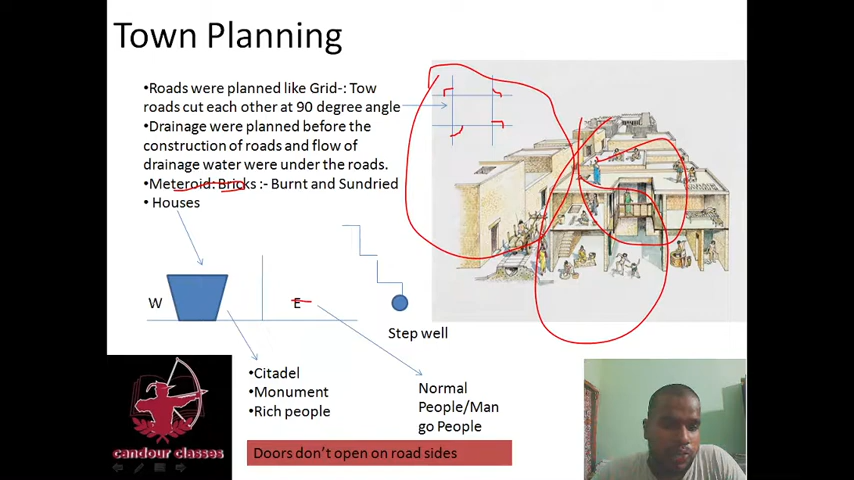 Town Planning
•Roads were planned like Grid-: Tow
roads cut each other at 90 degree angle
•Drainage were planned before the
construction of roads and flow of
drainage water were under the roads.
•Meteroid: Bricks :- Burnt and Sundried
• Houses
W
E
Step well
•Citadel
•Monument
•Rich people
Normal
People/Man
go People
candour classes
Doors don't open on road sides